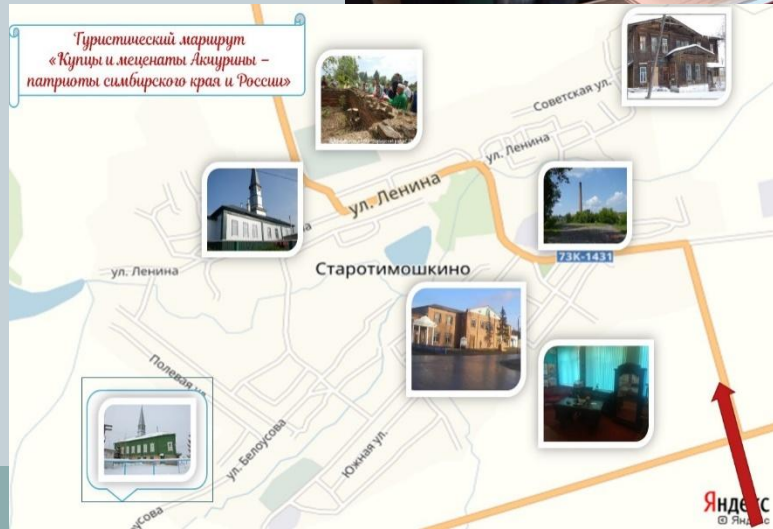 Туристический маршрут
«Купцы и меценаты Акчурины –
патриоты симбирского края и России»
Советская ул.
ул. Ленина
ул. Ленина
ул. Ленина
73К-1431
Старотимошкино
Полевая ул.
ул. Белоусова
Южная ул.
оусова
Яндекс